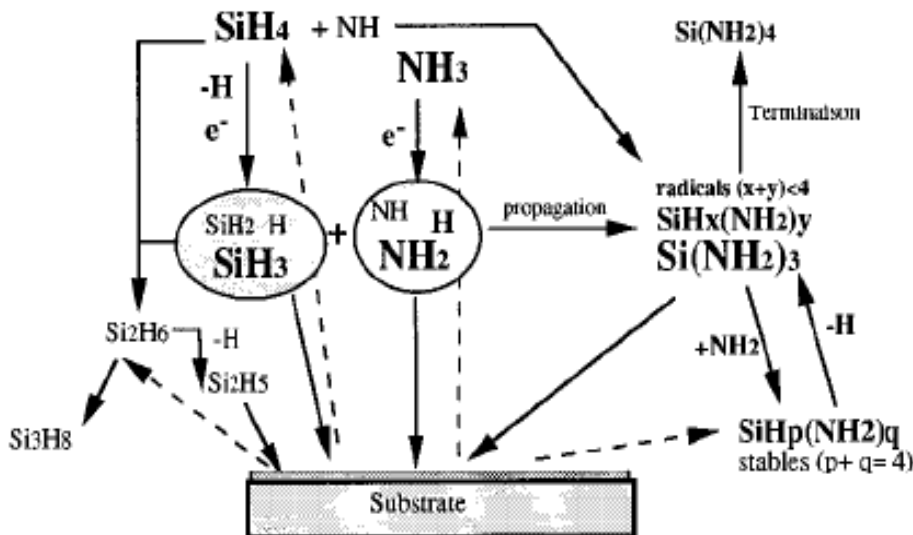 SiH4 + NH
Si(NH2)4
NH3
-H
e-
e-
Terminaison
radicals (x+y)<4
SiH2 H
SiH3
+
NH
H
NH2
propagation
SiHx(NH2)y
Si(NH2)3
Si2H6
-H
Si2H5
Si3H8
+NH2
-H
SiHp(NH2)q
stables (p+ q= 4)
Substrate